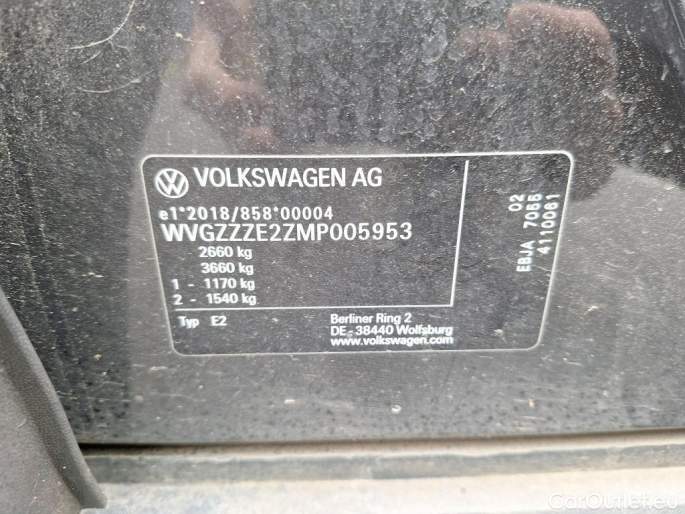 VOLKSWAGEN AG
e1*2018/858*00004
WVGZZZE2ZMP005953
2660 kg
3660 kg
1 - 1170 kg
2 - 1540 kg
Typ E2
Berliner Ring 2
DE - 38440 Wolfsburg
www.volkswagen.com
02
EBJA 7055
4110061
CarOutlet.eu